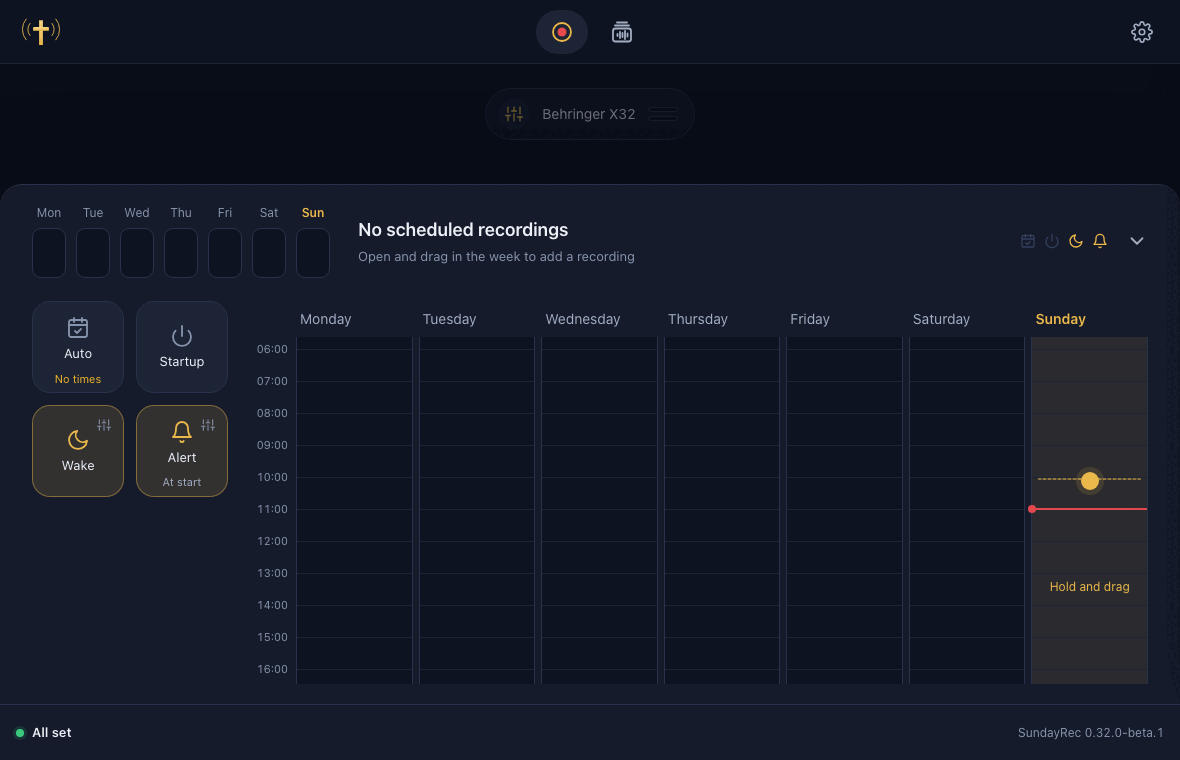 Behringer X32
Mon Tue Wed Thu Fri Sat Sun
No scheduled recordings
Open and drag in the week to add a recording
Auto
No times
Startup
Wake
Alert
At start
Monday Tuesday Wednesday Thursday Friday Saturday Sunday
06:00
07:00
08:00
09:00
10:00
11:00
12:00
13:00
Hold and drag
14:00
15:00
16:00
All set
SundayRec 0.32.0-beta.1